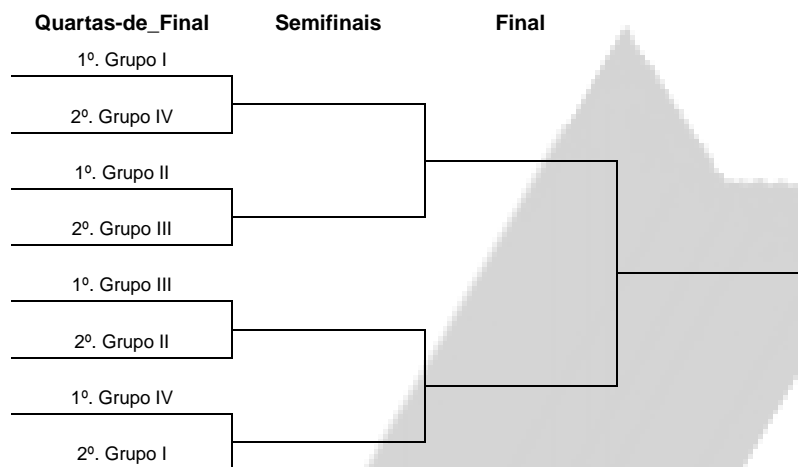 Quartas-de_Final Semifinais Final
1º. Grupo I
2º. Grupo IV
1º. Grupo II
2º. Grupo III
1º. Grupo III
2º. Grupo II
1º. Grupo IV
2º. Grupo I